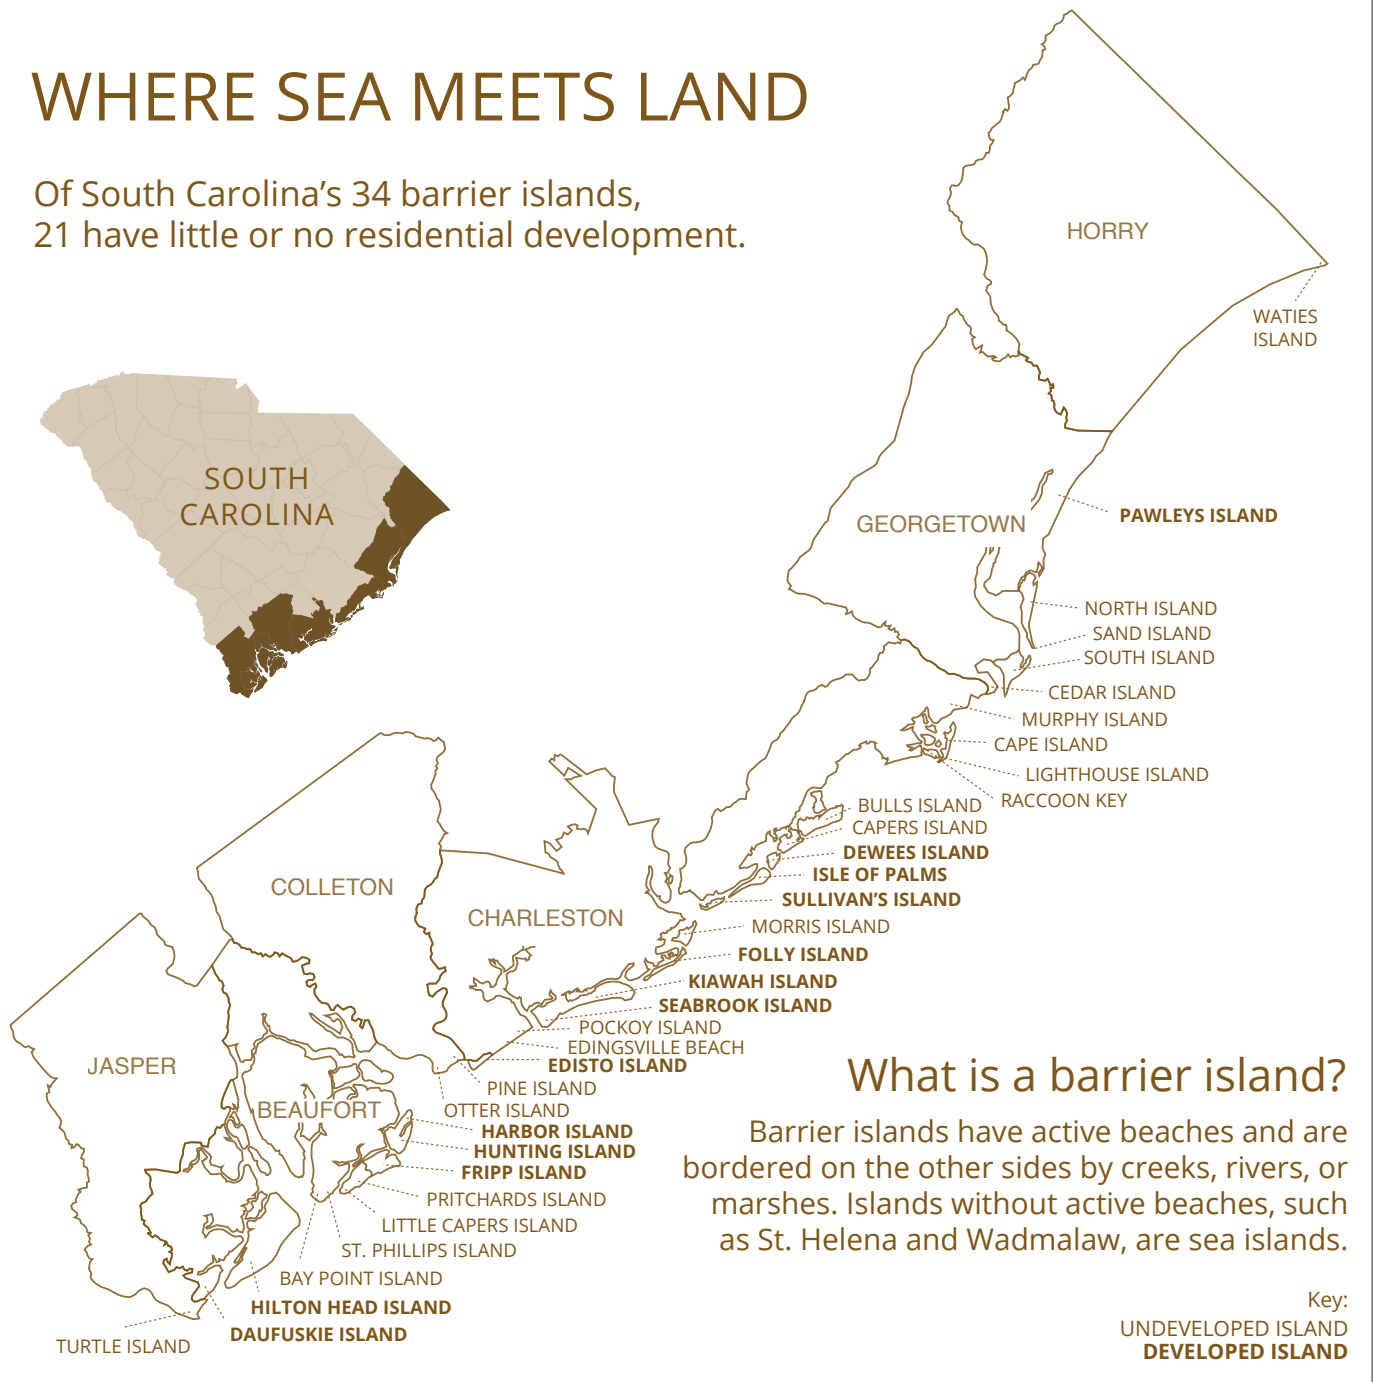 WHERE SEA MEETS LAND
Of South Carolina’s 34 barrier islands,
21 have little or no residential development.
HORRY
WATIES
ISLAND
SOUTH
CAROLINA
GEORGETOWN
PAWLEYS ISLAND
NORTH ISLAND
SAND ISLAND
SOUTH ISLAND
CEDAR ISLAND
MURPHY ISLAND
CAPE ISLAND
LIGHTHOUSE ISLAND
RACCOON KEY
BULLS ISLAND
CAPERS ISLAND
DEWEES ISLAND
ISLE OF PALMS
SULLIVAN’S ISLAND
COLLETON
CHARLESTON
MORRIS ISLAND
FOLLY ISLAND
KIAWAH ISLAND
SEABROOK ISLAND
POCKOY ISLAND
EDINGSVILLE BEACH
EDISTO ISLAND
JASPER
PINE ISLAND
BEAUFORT
OTTER ISLAND
HARBOR ISLAND
HUNTING ISLAND
FRIPP ISLAND
PRITCHARDS ISLAND
LITTLE CAPERS ISLAND
ST. PHILLIPS ISLAND
BAY POINT ISLAND
HILTON HEAD ISLAND
DAUFUSKIE ISLAND
TURTLE ISLAND
What is a barrier island?
Barrier islands have active beaches and are
bordered on the other sides by creeks, rivers, or
marshes. Islands without active beaches, such
as St. Helena and Wadmalaw, are sea islands.
Key:
UNDEVELOPED ISLAND
DEVELOPED ISLAND